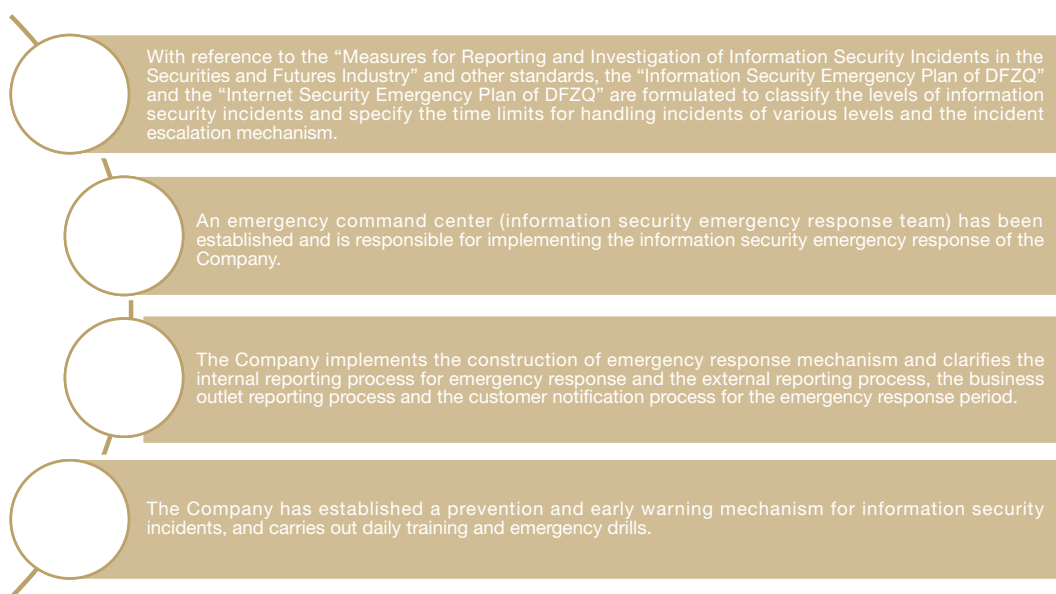 With reference to the “Measures for Reporting and Investigation of Information Security Incidents in the
Securities and Futures Industry” and other standards, the “Information Security Emergency Plan of DFZQ”
and the “Internet Security Emergency Plan of DFZQ” are formulated to classify the levels of information
security incidents and specify the time limits for handling incidents of various levels and the incident
escalation mechanism.
An emergency command center (information security emergency response team) has been
established and is responsible for implementing the information security emergency response of the
Company.
The Company implements the construction of emergency response mechanism and clarifies the
internal reporting process for emergency response and the external reporting process, the business
outlet reporting process and the customer notification process for the emergency response period.
The Company has established a prevention and early warning mechanism for information security
incidents, and carries out daily training and emergency drills.